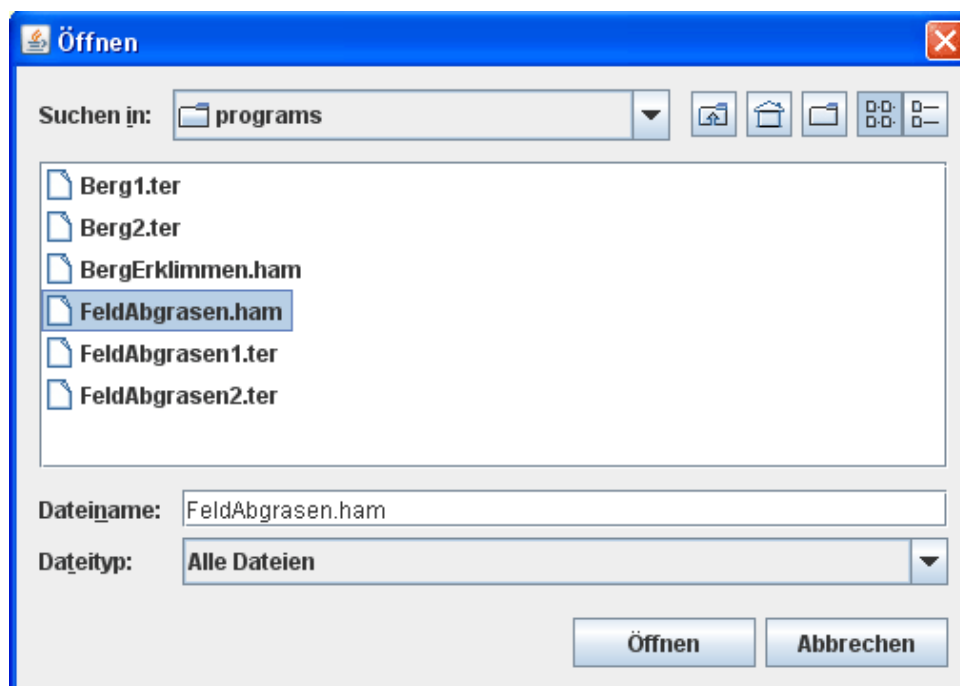 Öffnen
Suchen in: programs
Berg1.ter
Berg2.ter
BergErklimmen.ham
FeldAbgrasen.ham
FeldAbgrasen1.ter
FeldAbgrasen2.ter
Dateiname: FeldAbgrasen.ham
Dateityp: Alle Dateien
Öffnen Abbrechen